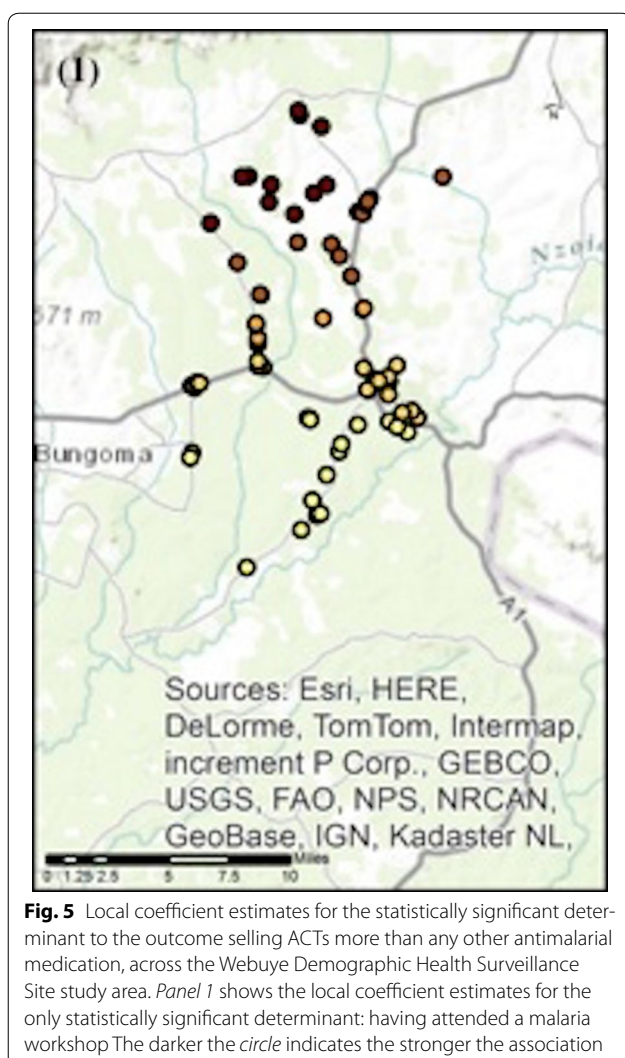 (1)
N
Nzoia
571 m
Bungoma
A1
Sources: Esri, HERE,
DeLorme, TomTom, Intermap,
increment P Corp., GEBCO,
USGS, FAO, NPS, NRCAN,
GeoBase, IGN, Kadaster NL,
Miles
0 1.25 2.5 5 7.5 10
Fig. 5 Local coefficient estimates for the statistically significant deter-
minant to the outcome selling ACTs more than any other antimalarial
medication, across the Webuye Demographic Health Surveillance
Site study area. Panel 1 shows the local coefficient estimates for the
only statistically significant determinant: having attended a malaria
workshop The darker the circle indicates the stronger the association